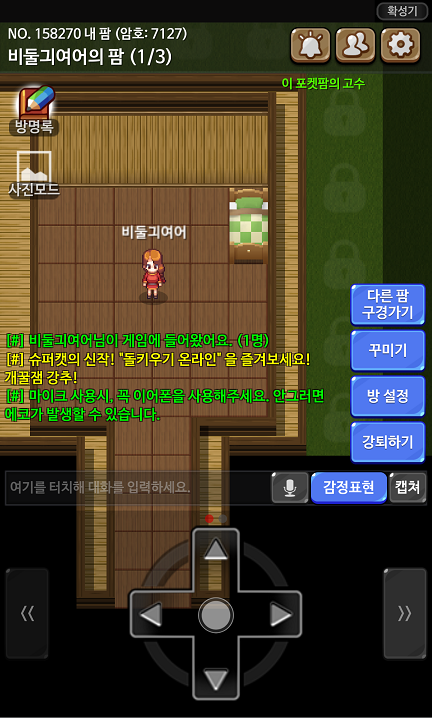 확성기
NO. 158270 내 팜 (암호: 7127)
비둘긔여어의 팜 (1/3)
이 포켓팜의 고수
방명록
사진모드
비둘긔여어
다른 팜
구경가기
꾸미기
방 설정
강퇴하기
[#] 비둘긔여어님이 게임에 들어왔어요. (1명)
[#] 슈퍼캣의 신작! "돌키우기 온라인" 을 즐겨보세요!
개꿀잼 강추!
[#] 마이크 사용시, 꼭 이어폰을 사용해주세요. 안그러면
에코가 발생할 수 있습니다.
여기를 터치해 대화를 입력하세요.
감정표현
캡쳐